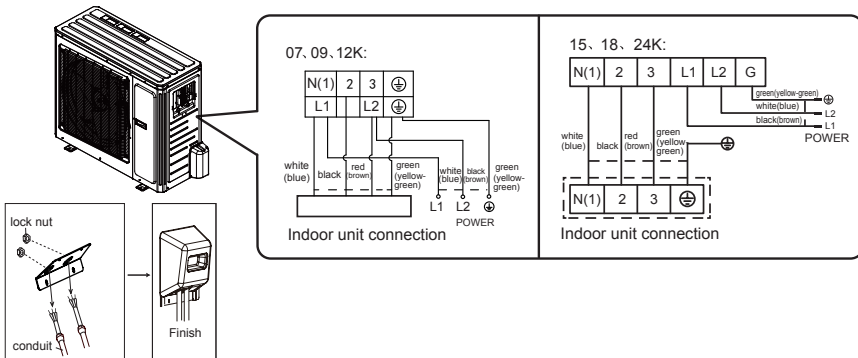 07、09、12K:
N(1) 2 3
L1 L2
white (blue)
black
red (brown)
green (yellow-green)
white (blue)
black (brown)
green (yellow-green)
L1 L2
POWER
Indoor unit connection
15、18、24K:
N(1) 2 3 L1 L2 G
green(yellow-green)
white(blue)
L2
black(brown)
L1
POWER
white (blue)
black
red (brown)
green (yellow green)
N(1) 2 3
Indoor unit connection
lock nut
conduit
Finish